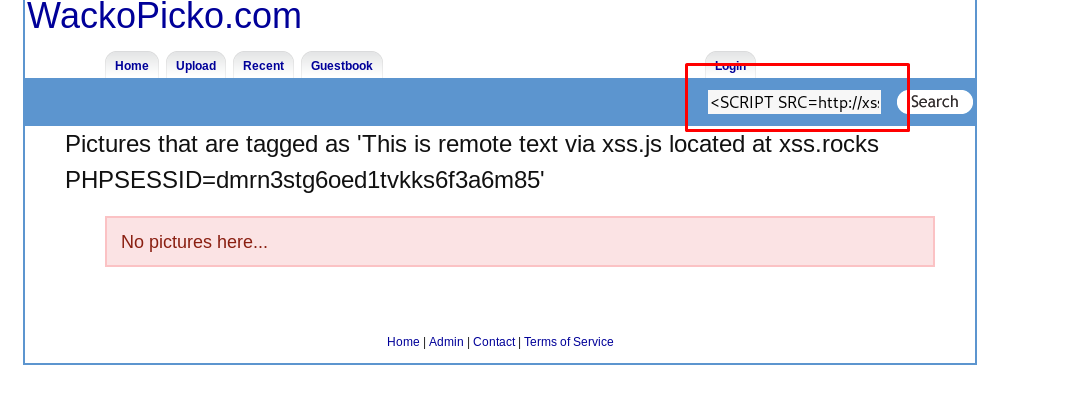 WackoPicko.com
Home Upload Recent Guestbook Login
<SCRIPT SRC=http://xs Search
Pictures that are tagged as 'This is remote text via xss.js located at xss.rocks
PHPSESSID=dmrn3stg6oed1tvkks6f3a6m85'
No pictures here...
Home | Admin | Contact | Terms of Service